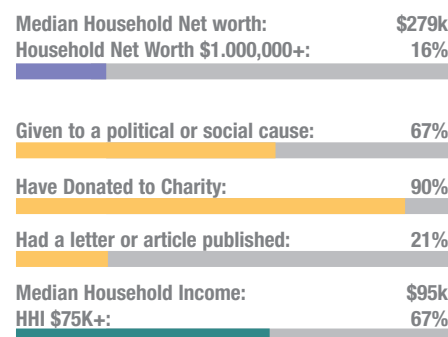 Median Household Net worth: $279k
Household Net Worth $1.000,000+: 16%
Given to a political or social cause: 67%
Have Donated to Charity: 90%
Had a letter or article published: 21%
Median Household Income: $95k
HHI $75K+: 67%